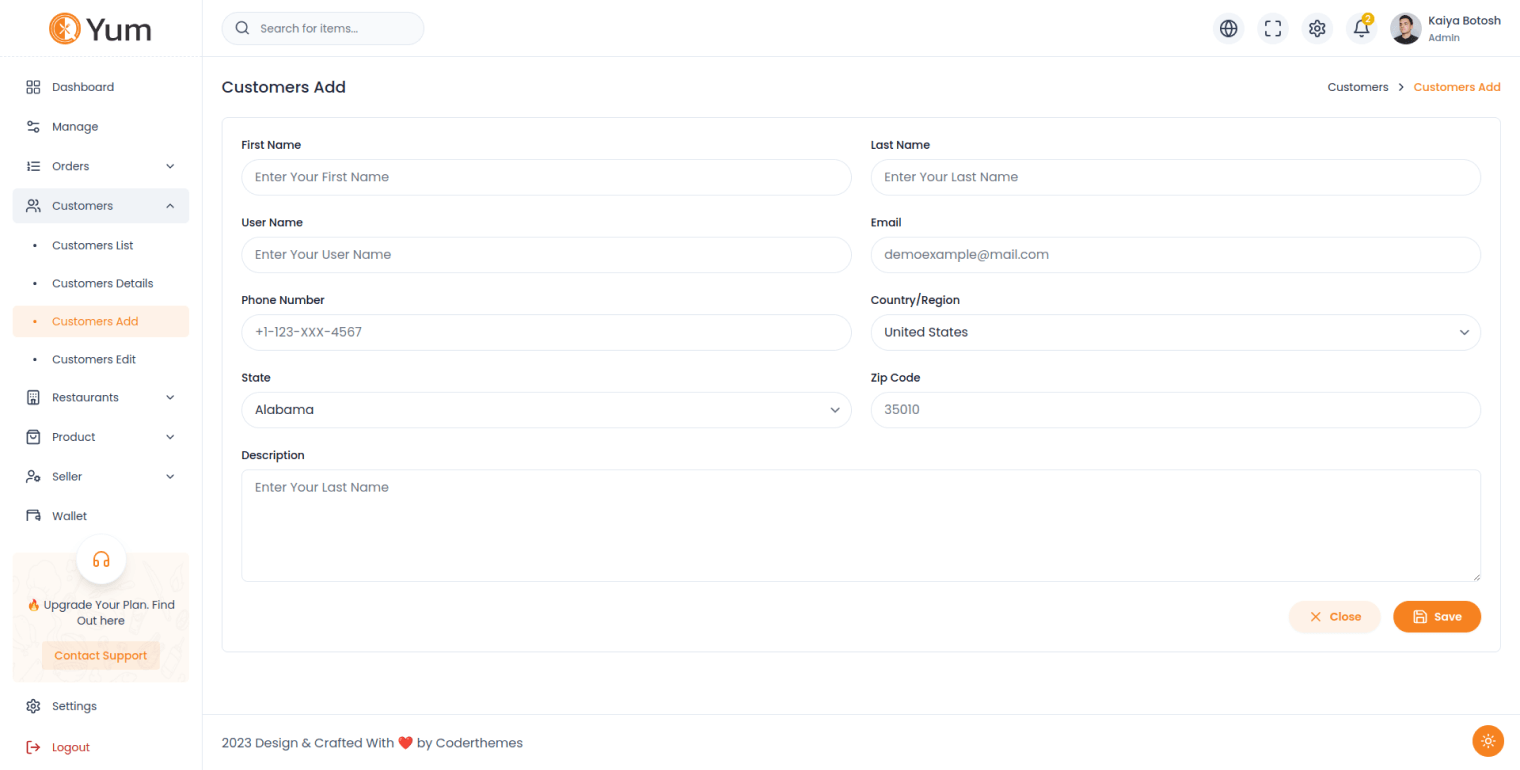 Yum
Search for items...
2
Kaiya Botosh
Admin
Dashboard
Manage
Orders
Customers
Customers List
Customers Details
Customers Add
Customers Edit
Restaurants
Product
Seller
Wallet
🔥 Upgrade Your Plan. Find
Out here
Contact Support
Settings
Logout
Customers Add
Customers > Customers Add
First Name
Enter Your First Name
Last Name
Enter Your Last Name
User Name
Enter Your User Name
Email
demoexample@mail.com
Phone Number
+1-123-XXX-4567
Country/Region
United States
State
Alabama
Zip Code
35010
Description
Enter Your Last Name
Close
Save
2023 Design & Crafted With ❤️ by Coderthemes